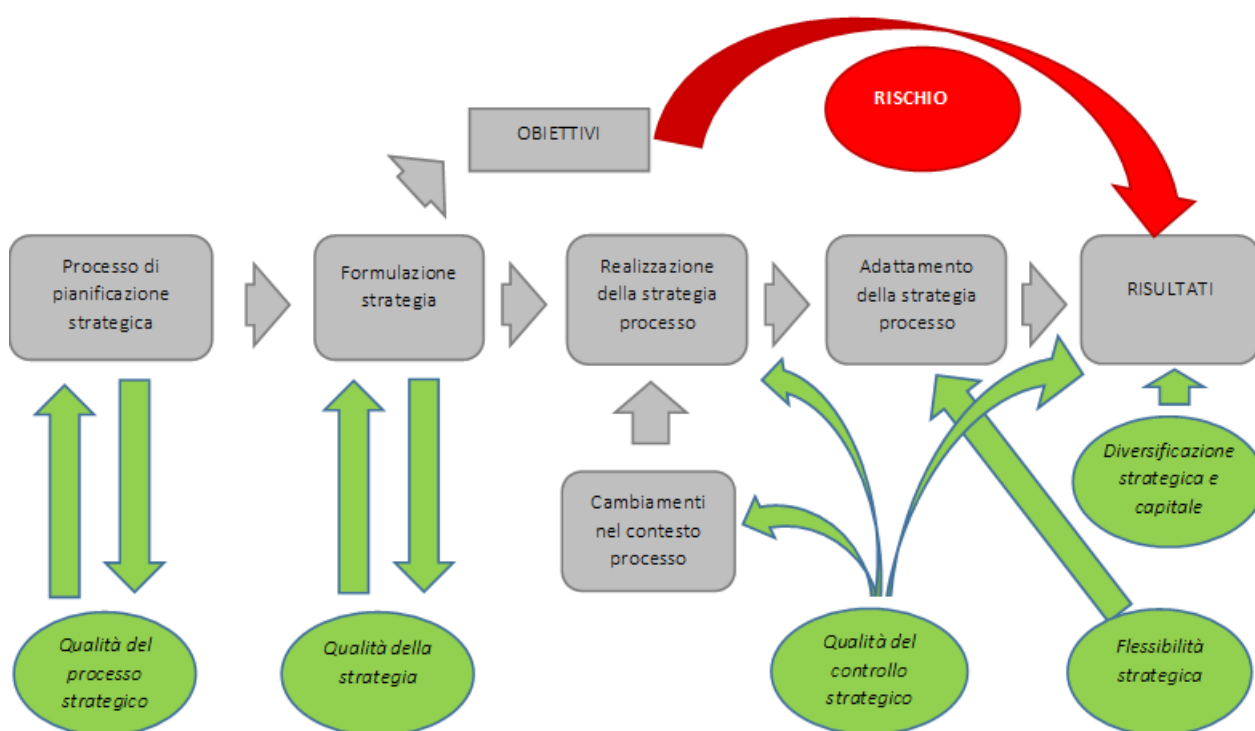 RISCHIO
OBIETTIVI
Processo di
pianificazione
strategica
Formulazione
strategia
Realizzazione
della strategia
processo
Adattamento
della strategia
processo
RISULTATI
Cambiamenti
nel contesto
processo
Diversificazione
strategica e
capitale
Qualità del
processo
strategico
Qualità della
strategia
Qualità del
controllo
strategico
Flessibilità
strategica